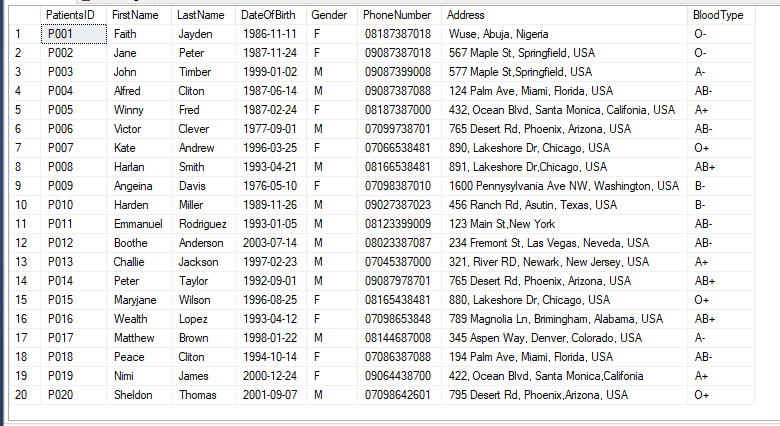 PatientsID FirstName LastName DateOfBirth Gender PhoneNumber Address BloodType
1 P001 Faith Jayden 1986-11-11 F 08187387018 Wuse, Abuja, Nigeria O-
2 P002 Jane Peter 1987-11-24 F 09087387018 567 Maple St, Springfield, USA O-
3 P003 John Timber 1999-01-02 M 09087399008 577 Maple St,Springfield, USA A-
4 P004 Alfred Cliton 1987-06-14 M 09087387088 124 Palm Ave, Miami, Florida, USA AB-
5 P005 Winny Fred 1987-02-24 F 08187387000 432, Ocean Blvd, Santa Monica, Califonia, USA A+
6 P006 Victor Clever 1977-09-01 M 07099738701 765 Desert Rd, Phoenix, Arizona, USA AB-
7 P007 Kate Andrew 1996-03-25 F 07066538481 890, Lakeshore Dr, Chicago, USA O+
8 P008 Harlan Smith 1993-04-21 M 08166538481 891, Lakeshore Dr,Chicago, USA AB+
9 P009 Angeina Davis 1976-05-10 F 07098387010 1600 Pennysylvania Ave NW, Washington, USA B-
10 P010 Harden Miller 1989-11-26 M 09027387023 456 Ranch Rd, Asutin, Texas, USA B-
11 P011 Emmanuel Rodriguez 1993-01-05 M 08123399009 123 Main St,New York AB-
12 P012 Boothe Anderson 2003-07-14 M 08023387087 234 Fremont St, Las Vegas, Neveda, USA AB-
13 P013 Challie Jackson 1997-02-23 M 07045387000 321, River RD, Newark, New Jersey, USA A+
14 P014 Peter Taylor 1992-09-01 M 09087978701 765 Desert Rd, Phoenix, Arizona, USA AB+
15 P015 Maryjane Wilson 1996-08-25 F 08165438481 880, Lakeshore Dr, Chicago, USA O+
16 P016 Wealth Lopez 1993-04-12 F 07098653848 789 Magnolia Ln, Brimingham, Alabama, USA AB+
17 P017 Matthew Brown 1998-01-22 M 08144687008 345 Aspen Way, Denver, Colorado, USA A-
18 P018 Peace Cliton 1994-10-14 F 07086387088 194 Palm Ave, Miami, Florida, USA AB-
19 P019 Nimi James 2000-12-24 F 09064438700 422, Ocean Blvd, Santa Monica,Califonia A+
20 P020 Sheldon Thomas 2001-09-07 M 07098642601 795 Desert Rd, Phoenix,Arizona, USA O+